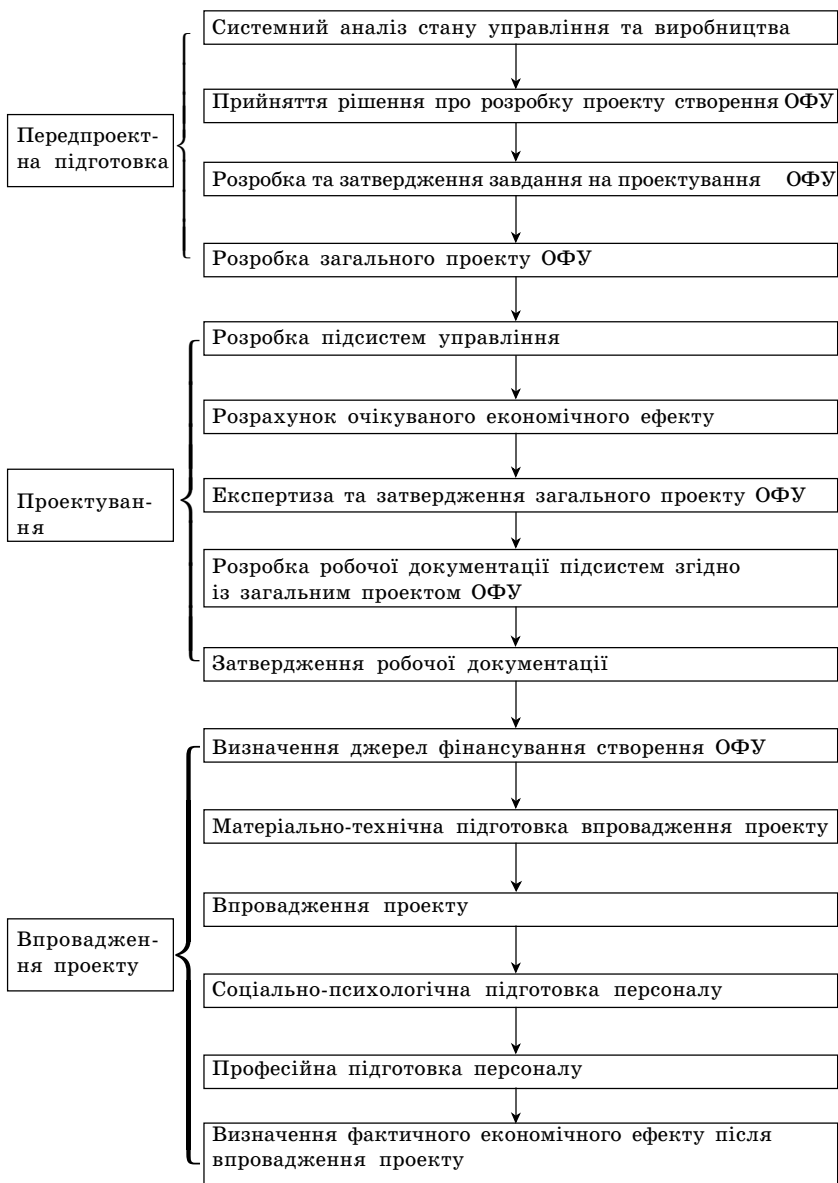 Системний аналіз стану управління та виробництва
Прийняття рішення про розробку проекту створення ОФУ
Передпроект-
на підготовка
Розробка та затвердження завдання на проектування ОФУ
Розробка загального проекту ОФУ
Розробка підсистем управління
Розрахунок очікуваного економічного ефекту
Проектуван-
ня
Експертиза та затвердження загального проекту ОФУ
Розробка робочої документації підсистем згідно
із загальним проектом ОФУ
Затвердження робочої документації
Визначення джерел фінансування створення ОФУ
Матеріально-технічна підготовка впровадження проекту
Впровадження проекту
Впроваджен-
ня проекту
Соціально-психологічна підготовка персоналу
Професійна підготовка персоналу
Визначення фактичного економічного ефекту після
впровадження проекту